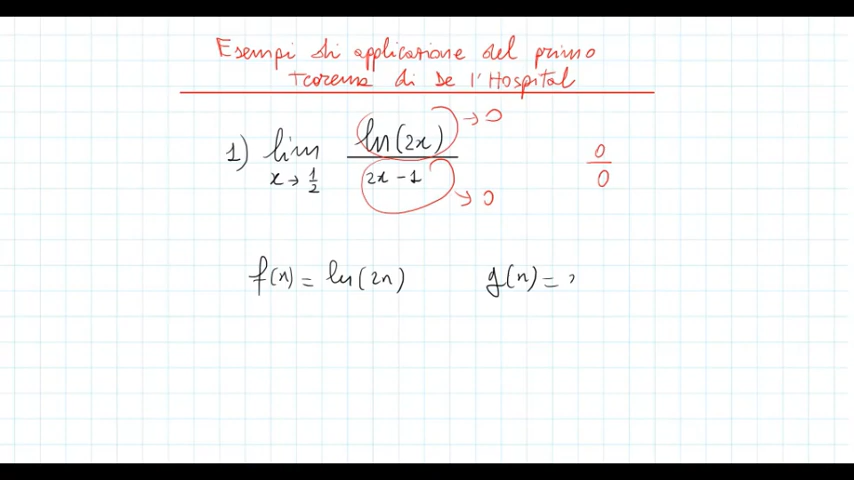 Esempi di applicazione del primo
Teorema di De l'Hospital
1) lim x→1/2 ln(2x)/(2x-1) →0 →0 0/0
f(x) = ln(2x) g(x) =